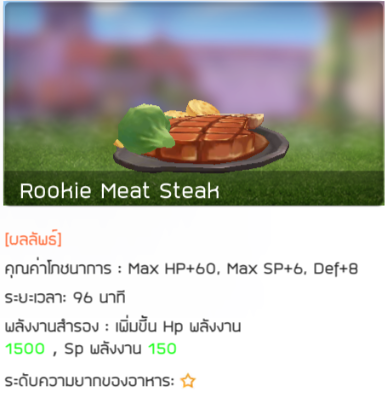 Rookie Meat Steak
[ผลลัพธ์]
คุณค่าโภชนาการ : Max HP+60, Max SP+6, Def+8
ระยะเวลา: 96 นาที
พลังงานสำรอง : เพิ่มขึ้น Hp พลังงาน
1500 , Sp พลังงาน 150
ระดับความยากของอาหาร: